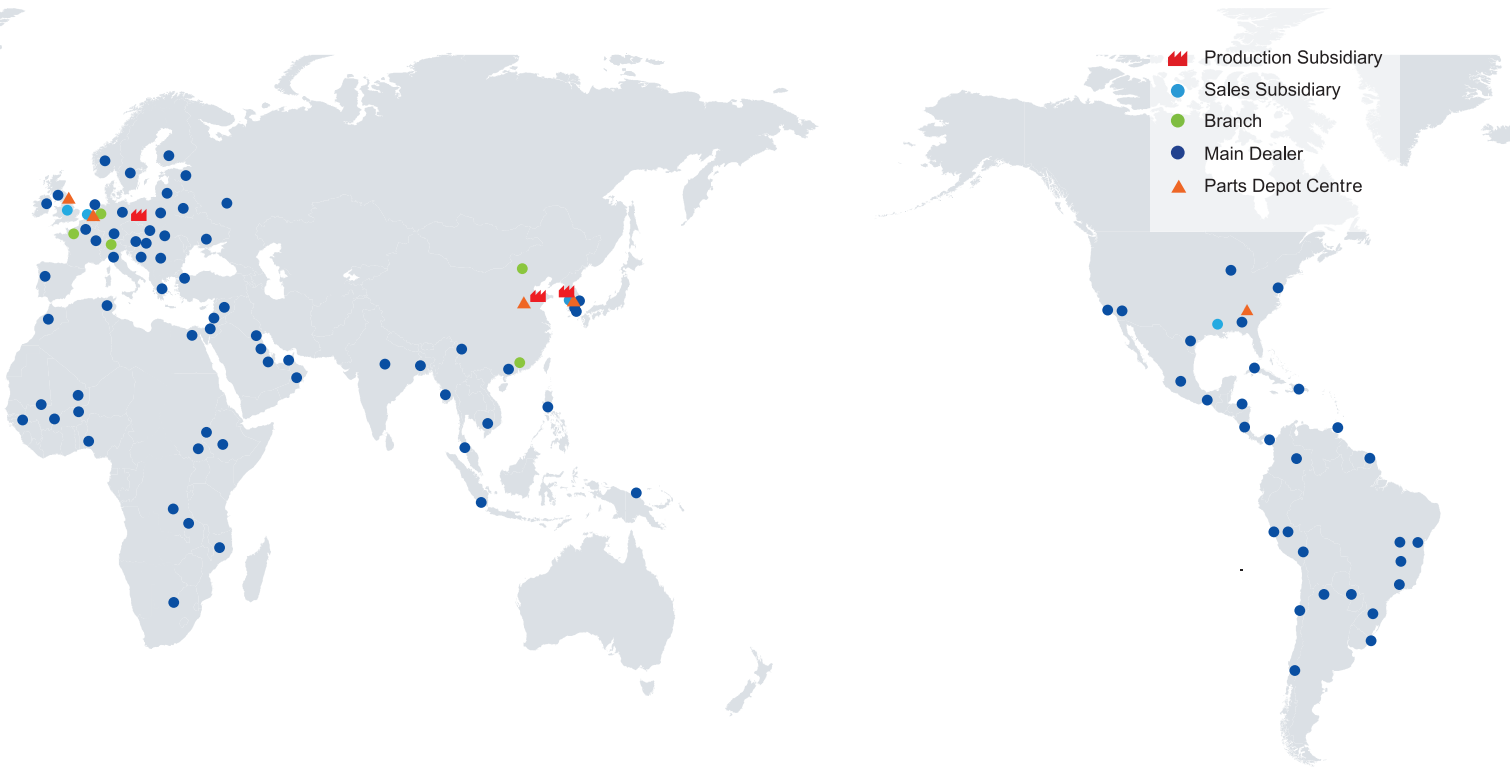 Production Subsidiary
Sales Subsidiary
Branch
Main Dealer
Parts Depot Centre